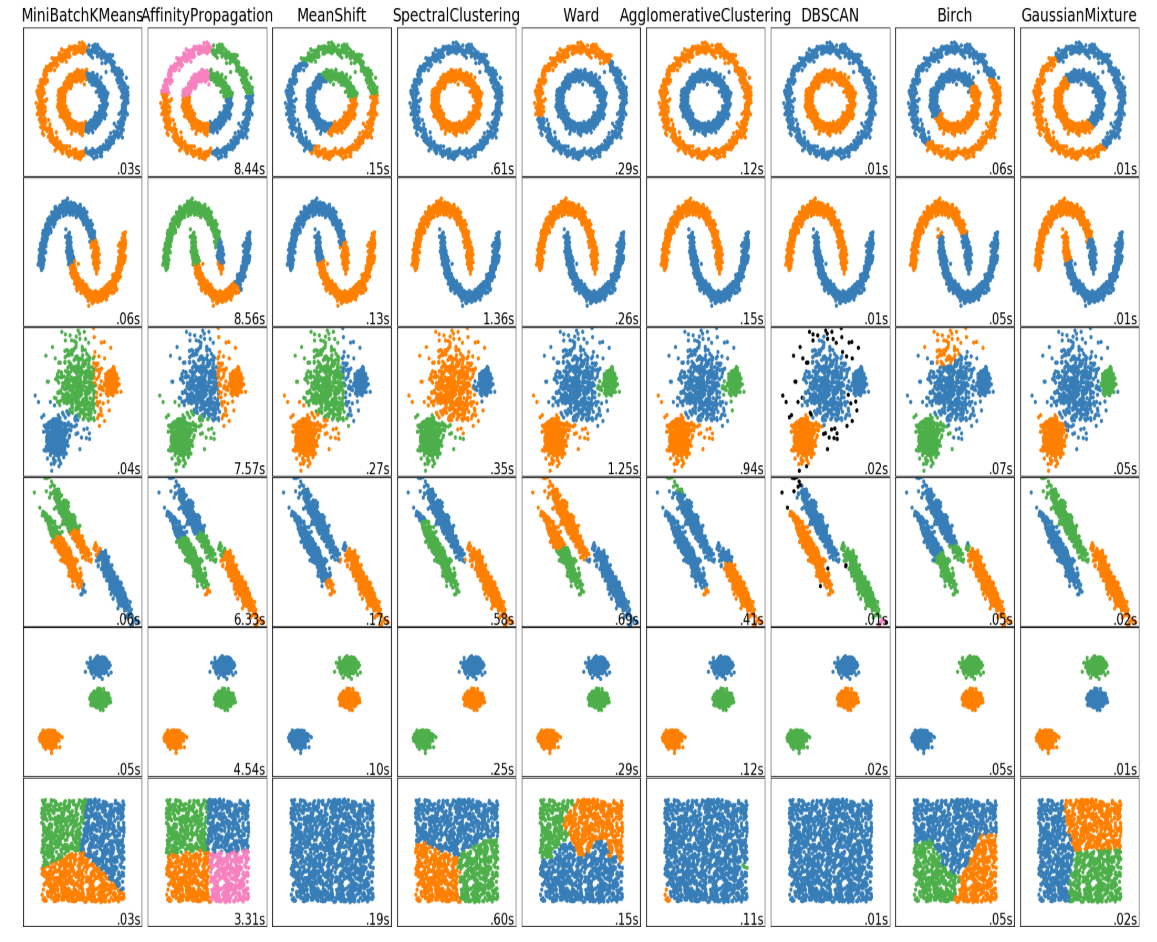 MiniBatchKMeans AffinityPropagation MeanShift SpectralClustering Ward AgglomerativeClustering DBSCAN Birch GaussianMixture
.03s 8.44s .15s .61s .29s .12s .01s .06s .01s
.06s 8.56s .13s 1.36s .26s .15s .01s .05s .01s
.04s 7.57s .27s .35s 1.25s .94s .02s .07s .05s
.06s 6.33s .17s .58s .69s .41s .01s .05s .02s
.05s 4.54s .10s .25s .29s .12s .02s .05s .01s
.03s 3.31s .19s .60s .15s .11s .01s .05s .02s